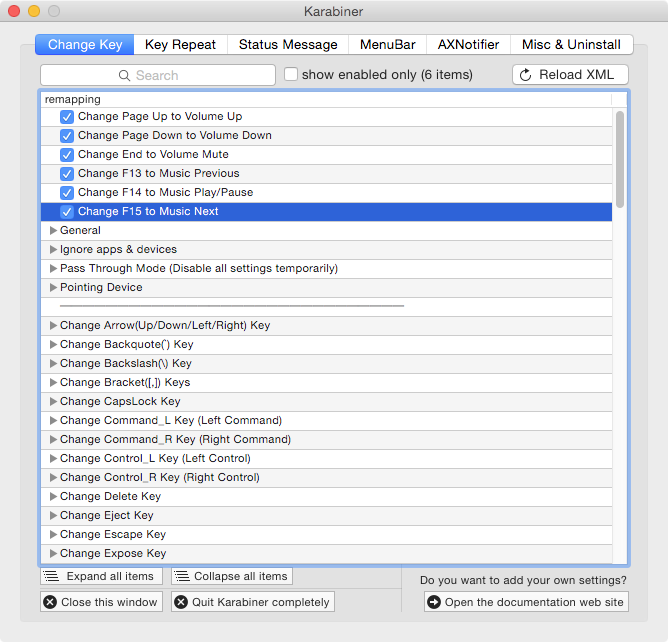 Karabiner
Change Key
Key Repeat
Status Message
MenuBar
AXNotifier
Misc & Uninstall
Search
show enabled only (6 items)
Reload XML
remapping
Change Page Up to Volume Up
Change Page Down to Volume Down
Change End to Volume Mute
Change F13 to Music Previous
Change F14 to Music Play/Pause
Change F15 to Music Next
General
Ignore apps & devices
Pass Through Mode (Disable all settings temporarily)
Pointing Device
Change Arrow(Up/Down/Left/Right) Key
Change Backquote(`) Key
Change Backslash(\) Key
Change Bracket([,]) Keys
Change CapsLock Key
Change Command_L Key (Left Command)
Change Command_R Key (Right Command)
Change Control_L Key (Left Control)
Change Control_R Key (Right Control)
Change Delete Key
Change Eject Key
Change Escape Key
Change Expose Key
Expand all items
Collapse all items
Do you want to add your own settings?
Close this window
Quit Karabiner completely
Open the documentation web site